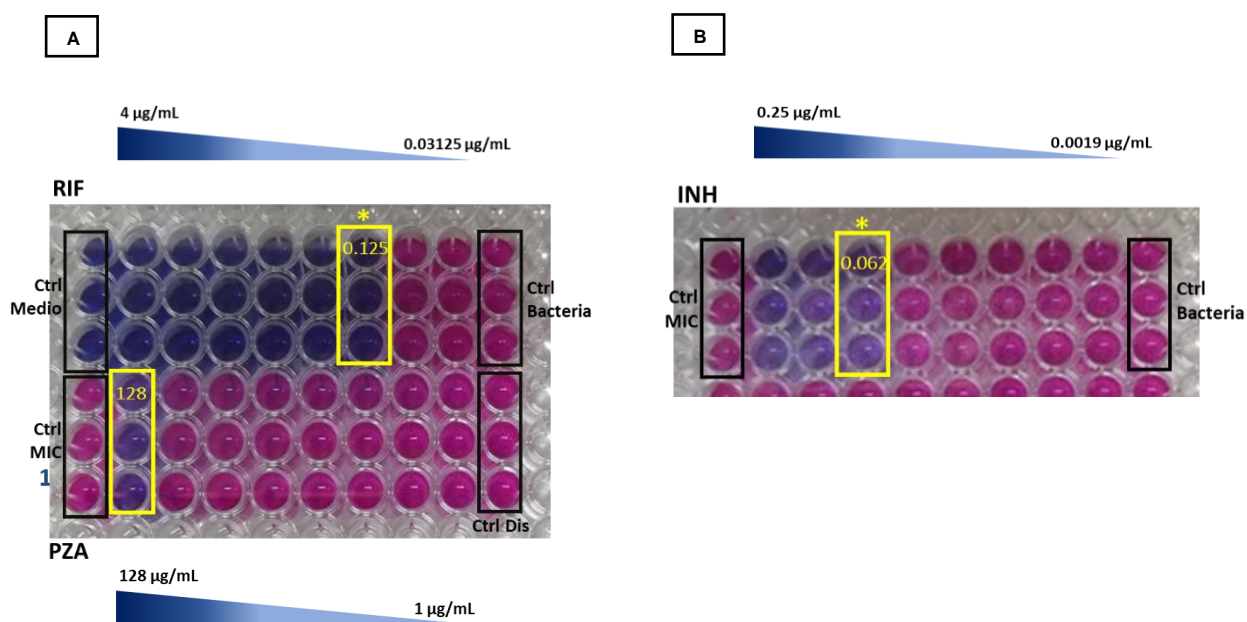 A
B
4 µg/mL
0.03125 µg/mL
0.25 µg/mL
0.0019 µg/mL
RIF
INH
*
0.125
*
0.062
Ctrl
Medio
Ctrl
Bacteria
Ctrl
MIC
Ctrl
Bacteria
128
Ctrl
MIC
1
Ctrl Dis
PZA
128 µg/mL
1 µg/mL